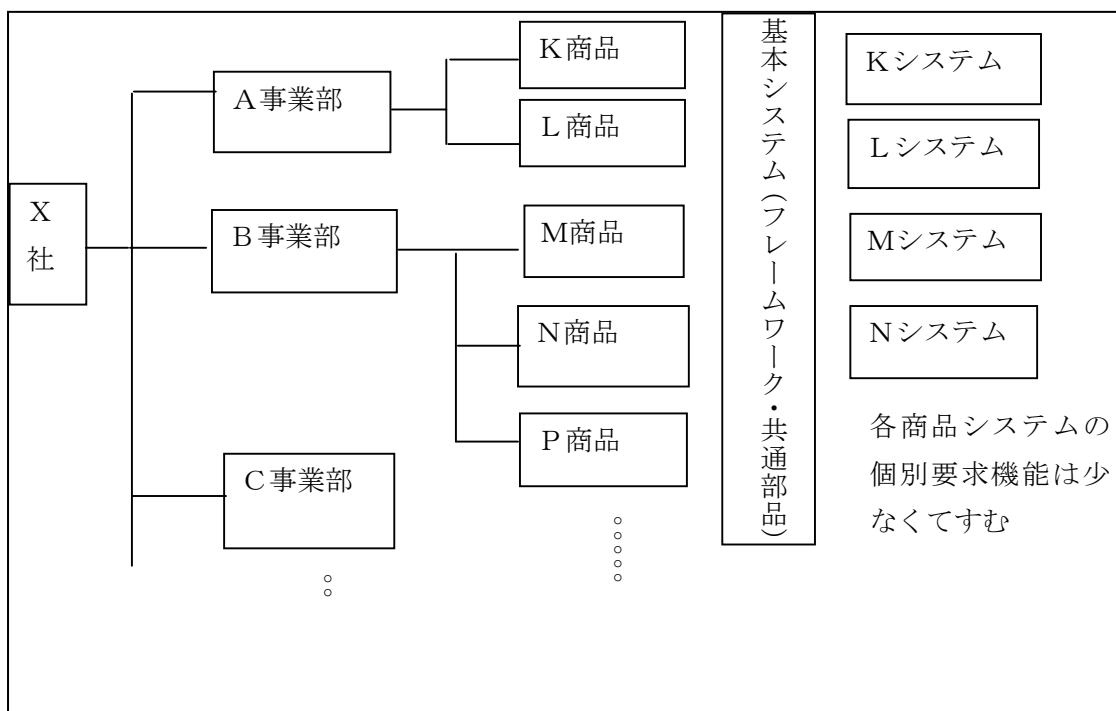 X
社
A事業部
B事業部
C事業部
K商品
L商品
M商品
N商品
P商品
基本システム(フレームワーク・共通部品)
Kシステム
Lシステム
Mシステム
Nシステム
各商品システムの
個別要求機能は少
なくてすむ